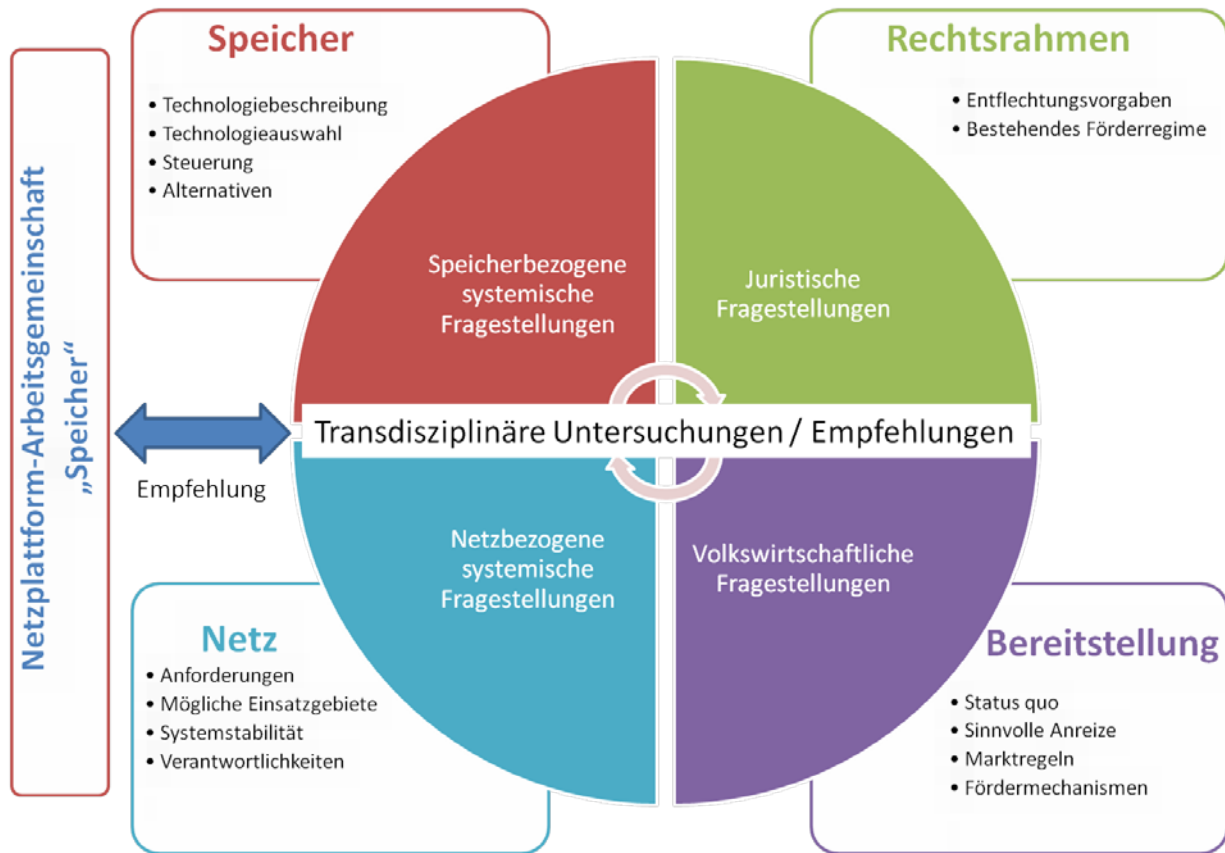 Netzplattform-Arbeitsgemeinschaft
„Speicher“
Speicher
• Technologiebeschreibung
• Technologieauswahl
• Steuerung
• Alternativen
Rechtsrahmen
• Entflechtungsvorgaben
• Bestehendes Förderregime
Speicherbezogene
systemische
Fragestellungen
Juristische
Fragestellungen
Transdisziplinäre Untersuchungen / Empfehlungen
Empfehlung
Netzbezogene
systemische
Fragestellungen
Volkswirtschaftliche
Fragestellungen
Netz
• Anforderungen
• Mögliche Einsatzgebiete
• Systemstabilität
• Verantwortlichkeiten
Bereitstellung
• Status quo
• Sinnvolle Anreize
• Marktregeln
• Fördermechanismen